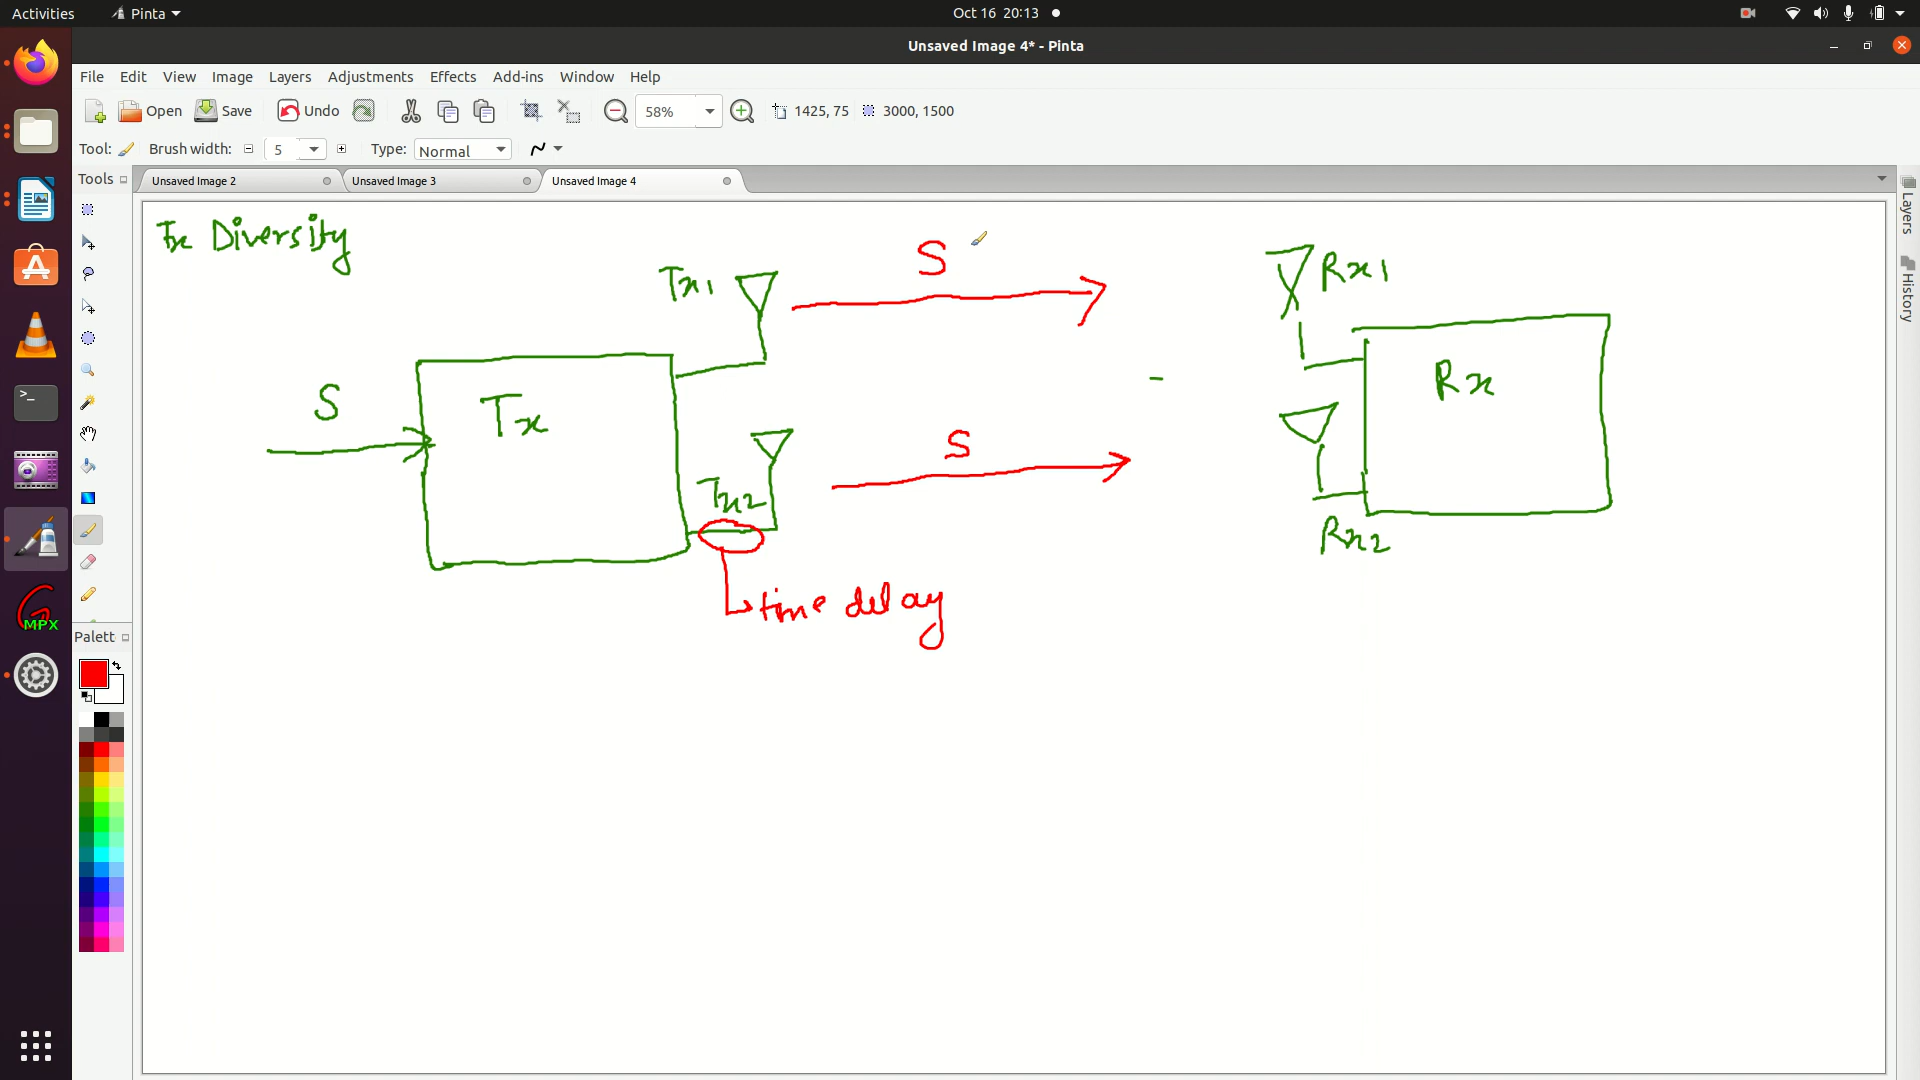 Activities Pinta Oct 16 20:13
Unsaved Image 4* - Pinta
File Edit View Image Layers Adjustments Effects Add-ins Window Help
Open Save Undo 58% 1425, 75 3000, 1500
Tool: Brush width: 5 Type: Normal
Tools Unsaved Image 2 Unsaved Image 3 Unsaved Image 4
Layers
History
Tx Diversity
S
Tx1
Rx1
S
Tx
Rx
S
Tx2
Rx2
time delay
MPX
Palett